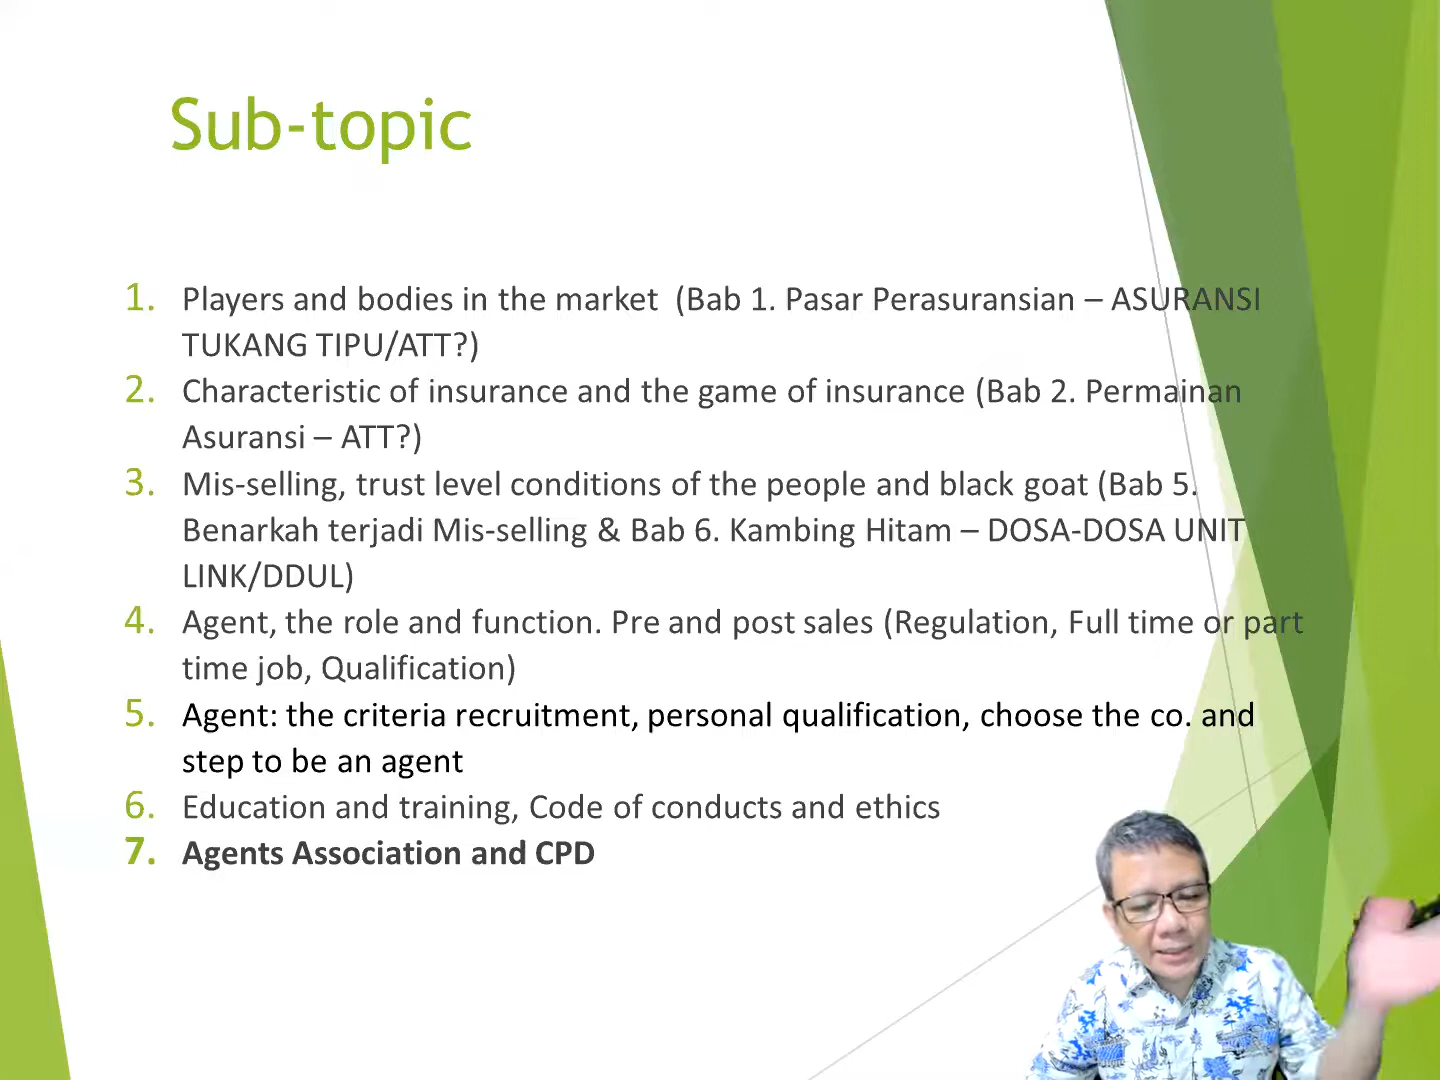 Sub-topic
1. Players and bodies in the market (Bab 1. Pasar Perasuransian – ASURANSI
TUKANG TIPU/ATT?)
2. Characteristic of insurance and the game of insurance (Bab 2. Permainan
Asuransi – ATT?)
3. Mis-selling, trust level conditions of the people and black goat (Bab 5.
Benarkah terjadi Mis-selling & Bab 6. Kambing Hitam – DOSA-DOSA UNIT
LINK/DDUL)
4. Agent, the role and function. Pre and post sales (Regulation, Full time or part
time job, Qualification)
5. Agent: the criteria recruitment, personal qualification, choose the co. and
step to be an agent
6. Education and training, Code of conducts and ethics
7. Agents Association and CPD